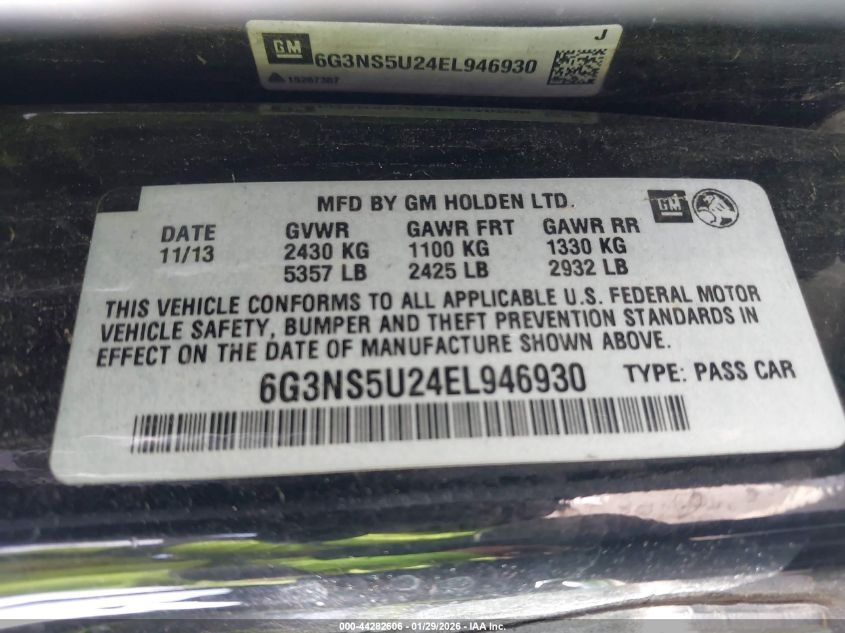 GM
6G3NS5U24EL946930
J
19267307
MFD BY GM HOLDEN LTD.
GM
DATE GVWR GAWR FRT GAWR RR
11/13 2430 KG 1100 KG 1330 KG
5357 LB 2425 LB 2932 LB
THIS VEHICLE CONFORMS TO ALL APPLICABLE U.S. FEDERAL MOTOR
VEHICLE SAFETY, BUMPER AND THEFT PREVENTION STANDARDS IN
EFFECT ON THE DATE OF MANUFACTURE SHOWN ABOVE.
6G3NS5U24EL946930 TYPE: PASS CAR
000-44282606 - 01/29/2026 - IAA Inc.